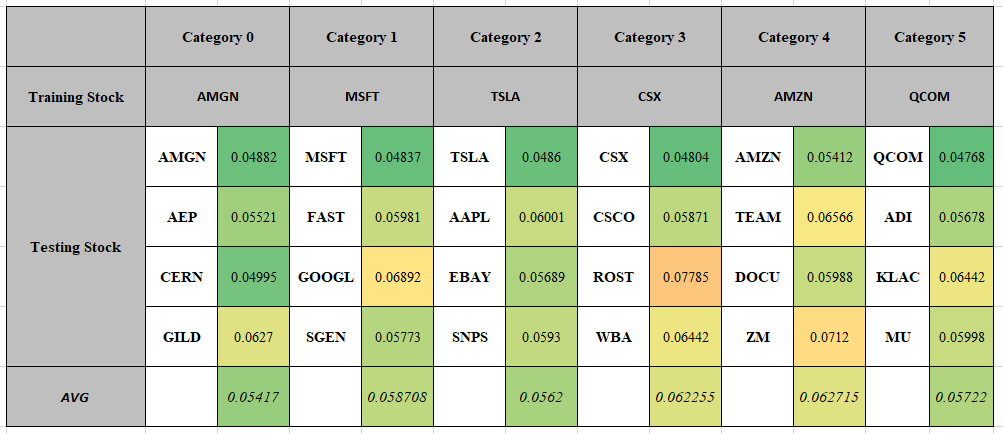 Category 0 Category 1 Category 2 Category 3 Category 4 Category 5
Training Stock AMGN MSFT TSLA CSX AMZN QCOM
AMGN 0.04882 MSFT 0.04837 TSLA 0.0486 CSX 0.04804 AMZN 0.05412 QCOM 0.04768
AEP 0.05521 FAST 0.05981 AAPL 0.06001 CSCO 0.05871 TEAM 0.06566 ADI 0.05678
Testing Stock
CERN 0.04995 GOOGL 0.06892 EBAY 0.05689 ROST 0.07785 DOCU 0.05988 KLAC 0.06442
GILD 0.0627 SGEN 0.05773 SNPS 0.0593 WBA 0.06442 ZM 0.0712 MU 0.05998
AVG 0.05417 0.058708 0.0562 0.062255 0.062715 0.05722